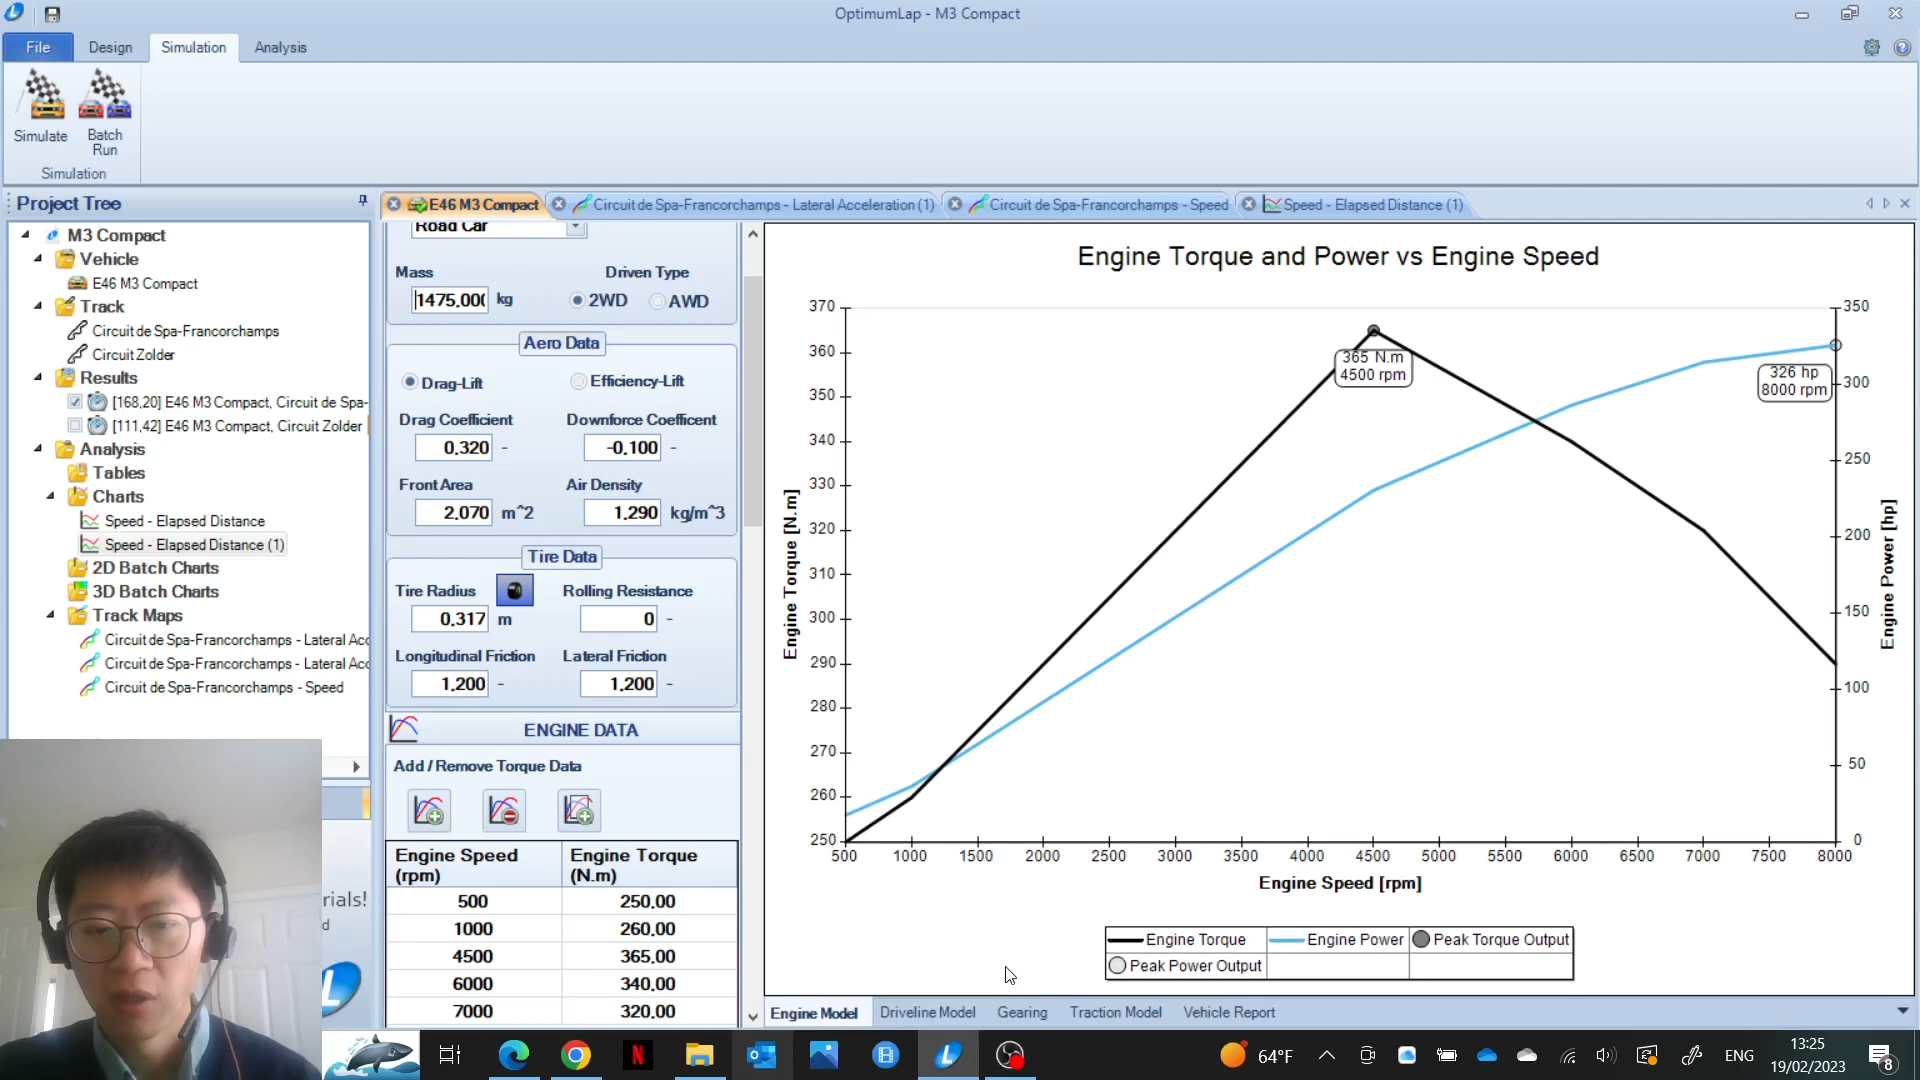 OptimumLap - M3 Compact
File
Design
Simulation
Analysis
Simulate
Batch
Run
Simulation
Project Tree
M3 Compact
Vehicle
E46 M3 Compact
Track
Circuit de Spa-Francorchamps
Circuit Zolder
Results
[168,20] E46 M3 Compact, Circuit de Spa-
[111,42] E46 M3 Compact, Circuit Zolder
Analysis
Tables
Charts
Speed - Elapsed Distance
Speed - Elapsed Distance (1)
2D Batch Charts
3D Batch Charts
Track Maps
Circuit de Spa-Francorchamps - Lateral Acc
Circuit de Spa-Francorchamps - Lateral Acc
Circuit de Spa-Francorchamps - Speed
rials!
d
E46 M3 Compact
Circuit de Spa-Francorchamps - Lateral Acceleration (1)
Circuit de Spa-Francorchamps - Speed
Speed - Elapsed Distance (1)
Road Car
Mass
Driven Type
1475.000 kg
2WD
AWD
Aero Data
Drag-Lift
Efficiency-Lift
Drag Coefficient
Downforce Coefficent
0.320 -
-0.100 -
Front Area
Air Density
2.070 m^2
1.290 kg/m^3
Tire Data
Tire Radius
Rolling Resistance
0.317 m
0 -
Longitudinal Friction
Lateral Friction
1.200 -
1.200 -
ENGINE DATA
Add / Remove Torque Data
Engine Speed (rpm)
Engine Torque (N.m)
500 250.00
1000 260.00
4500 365.00
6000 340.00
7000 320.00
Engine Torque and Power vs Engine Speed
370
360
350
340
330
320
310
300
290
280
270
260
250
Engine Torque [N.m]
365 N.m
4500 rpm
326 hp
8000 rpm
350
300
250
200
150
100
50
0
Engine Power [hp]
500 1000 1500 2000 2500 3000 3500 4000 4500 5000 5500 6000 6500 7000 7500 8000
Engine Speed [rpm]
Engine Torque
Engine Power
Peak Torque Output
Peak Power Output
Engine Model
Driveline Model
Gearing
Traction Model
Vehicle Report
N
64°F
ENG
13:25
19/02/2023
8